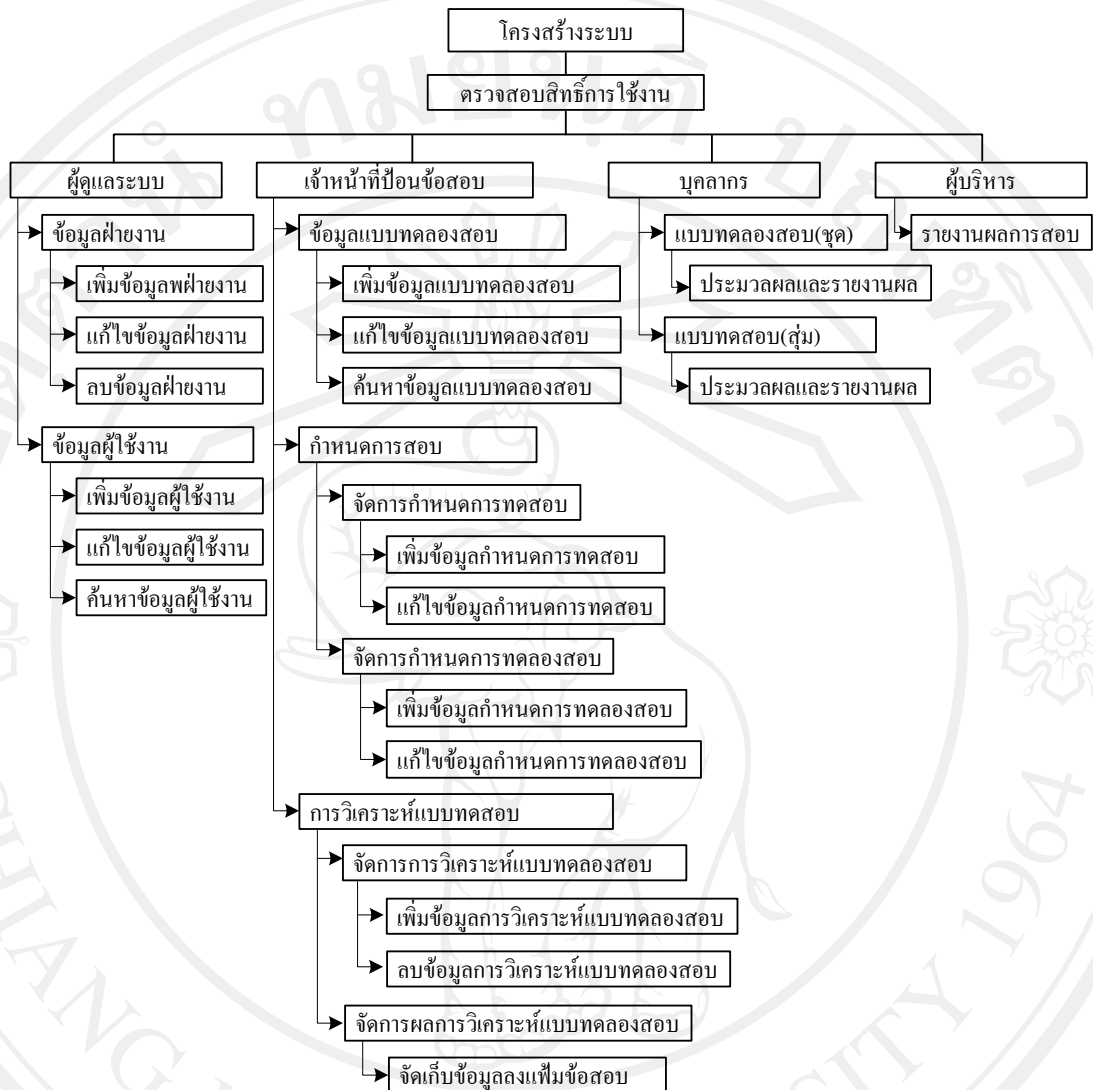 โครงสร้างระบบ
ตรวจสอบสิทธิ์การใช้งาน
ผู้ดูแลระบบ
ข้อมูลฝ่ายงาน
เพิ่มข้อมูลพฝ่ายงาน
แก้ไขข้อมูลฝ่ายงาน
ลบข้อมูลฝ่ายงาน
ข้อมูลผู้ใช้งาน
เพิ่มข้อมูลผู้ใช้งาน
แก้ไขข้อมูลผู้ใช้งาน
ค้นหาข้อมูลผู้ใช้งาน
เจ้าหน้าที่ป้อนข้อสอบ
ข้อมูลแบบทดลองสอบ
เพิ่มข้อมูลแบบทดลองสอบ
แก้ไขข้อมูลแบบทดลองสอบ
ค้นหาข้อมูลแบบทดลองสอบ
กำหนดการสอบ
จัดการกำหนดการทดสอบ
เพิ่มข้อมูลกำหนดการทดสอบ
แก้ไขข้อมูลกำหนดการทดสอบ
จัดการกำหนดการทดลองสอบ
เพิ่มข้อมูลกำหนดการทดลองสอบ
แก้ไขข้อมูลกำหนดการทดลองสอบ
การวิเคราะห์แบบทดสอบ
จัดการการวิเคราะห์แบบทดลองสอบ
เพิ่มข้อมูลการวิเคราะห์แบบทดลองสอบ
ลบข้อมูลการวิเคราะห์แบบทดลองสอบ
จัดการผลการวิเคราะห์แบบทดลองสอบ
จัดเก็บข้อมูลลงแฟ้มข้อสอบ
บุคลากร
แบบทดลองสอบ(ชุด)
ประมวลผลและรายงานผล
แบบทดสอบ(สุ่ม)
ประมวลผลและรายงานผล
ผู้บริหาร
รายงานผลการสอบ
1964